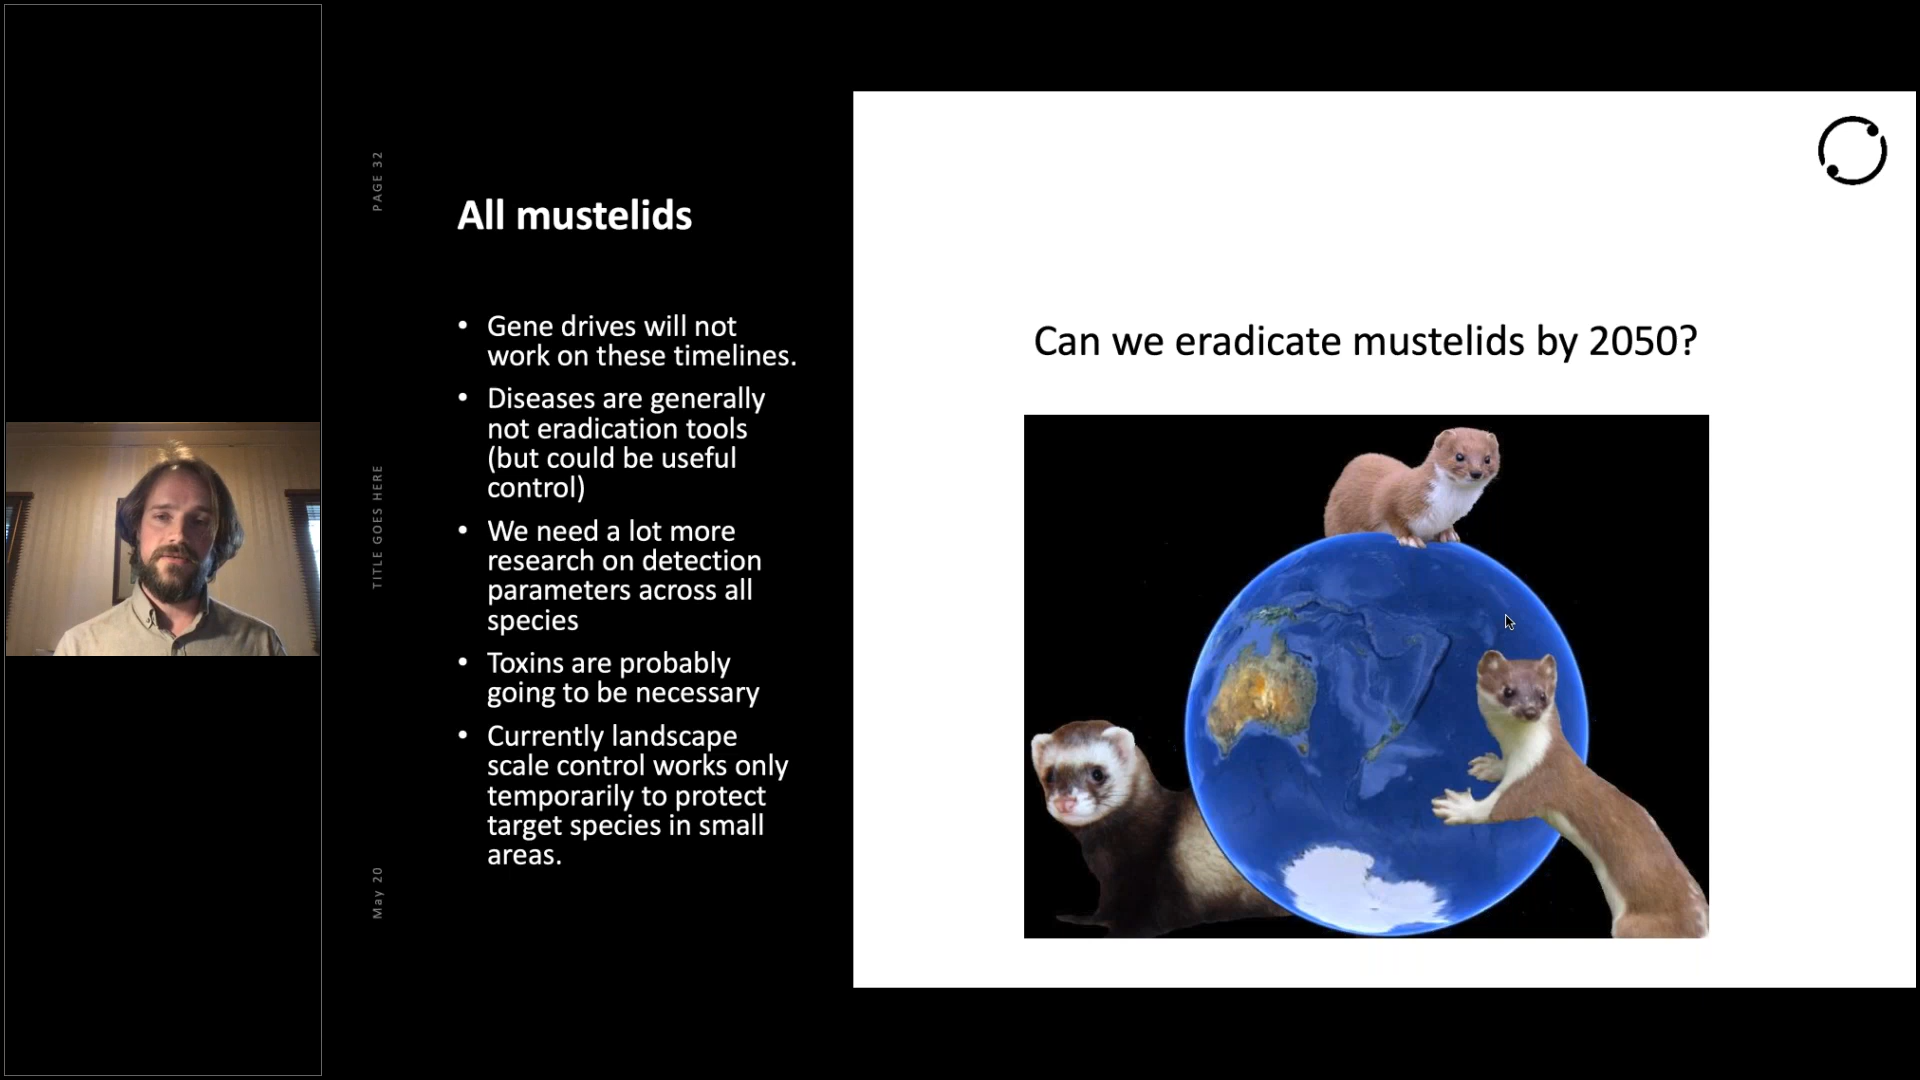 PAGE 32
TITLE GOES HERE
May 20
All mustelids
• Gene drives will not
work on these timelines.
• Diseases are generally
not eradication tools
(but could be useful
control)
• We need a lot more
research on detection
parameters across all
species
• Toxins are probably
going to be necessary
• Currently landscape
scale control works only
temporarily to protect
target species in small
areas.
Can we eradicate mustelids by 2050?